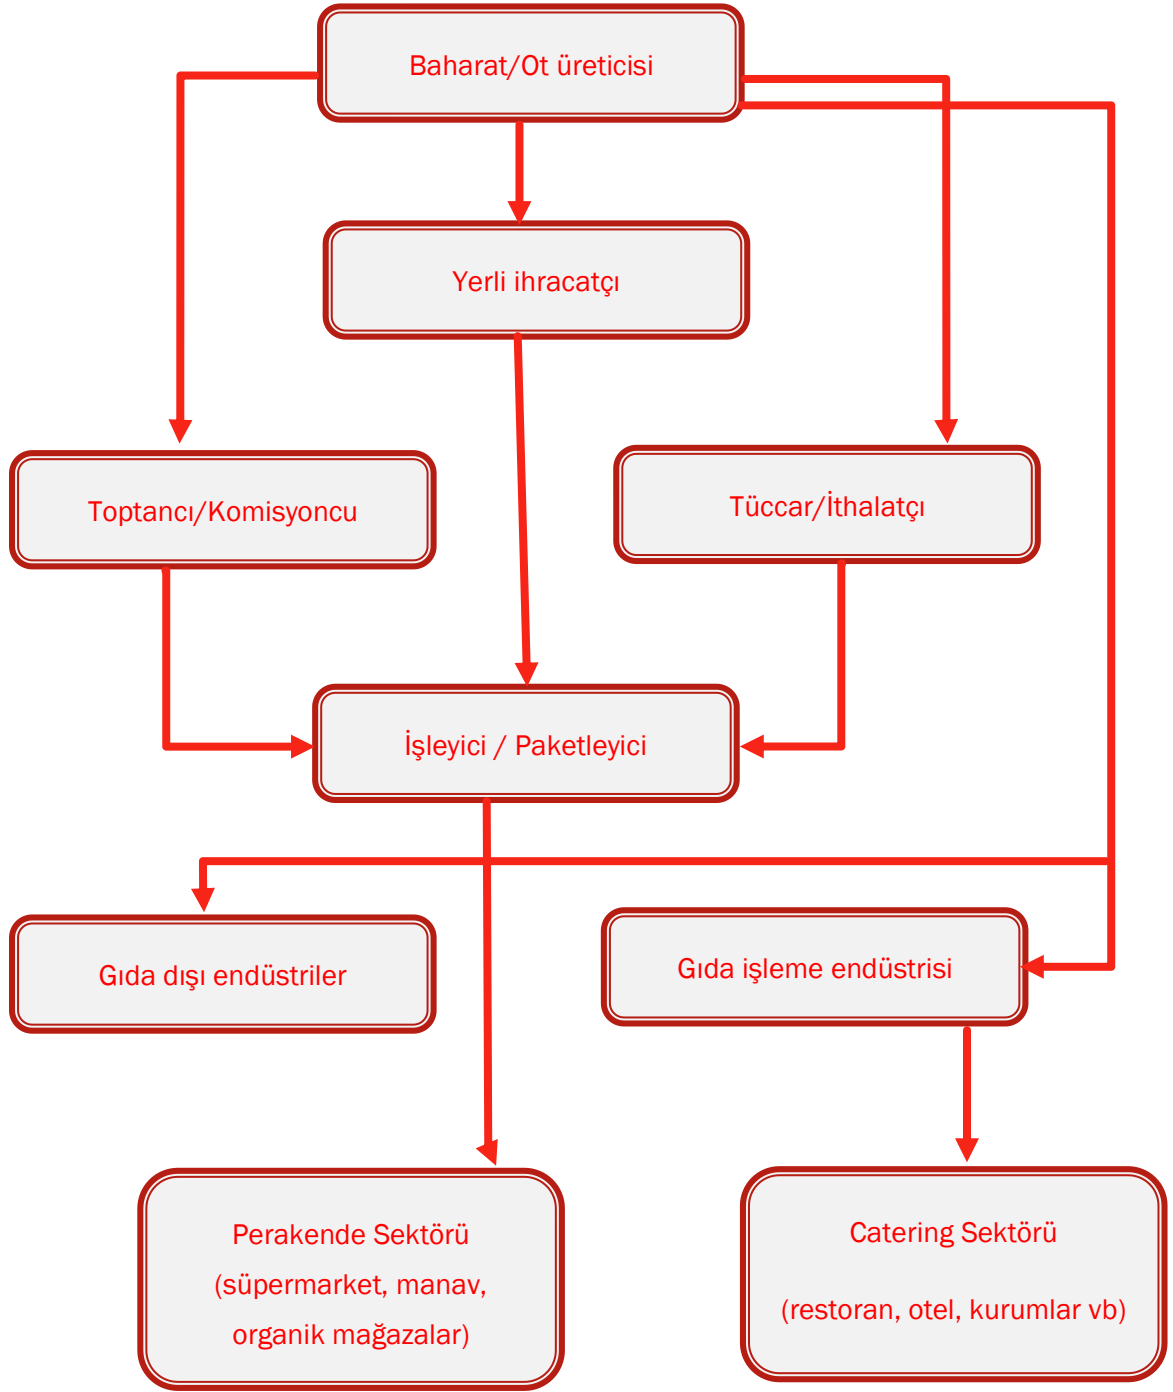 Baharat/Ot üreticisi
Yerli ihracatçı
Toptancı/Komisyoncu
Tüccar/İthalatçı
İşleyici / Paketleyici
Gıda dışı endüstriler
Gıda işleme endüstrisi
Perakende Sektörü
(süpermarket, manav,
organik mağazalar)
Catering Sektörü
(restoran, otel, kurumlar vb)